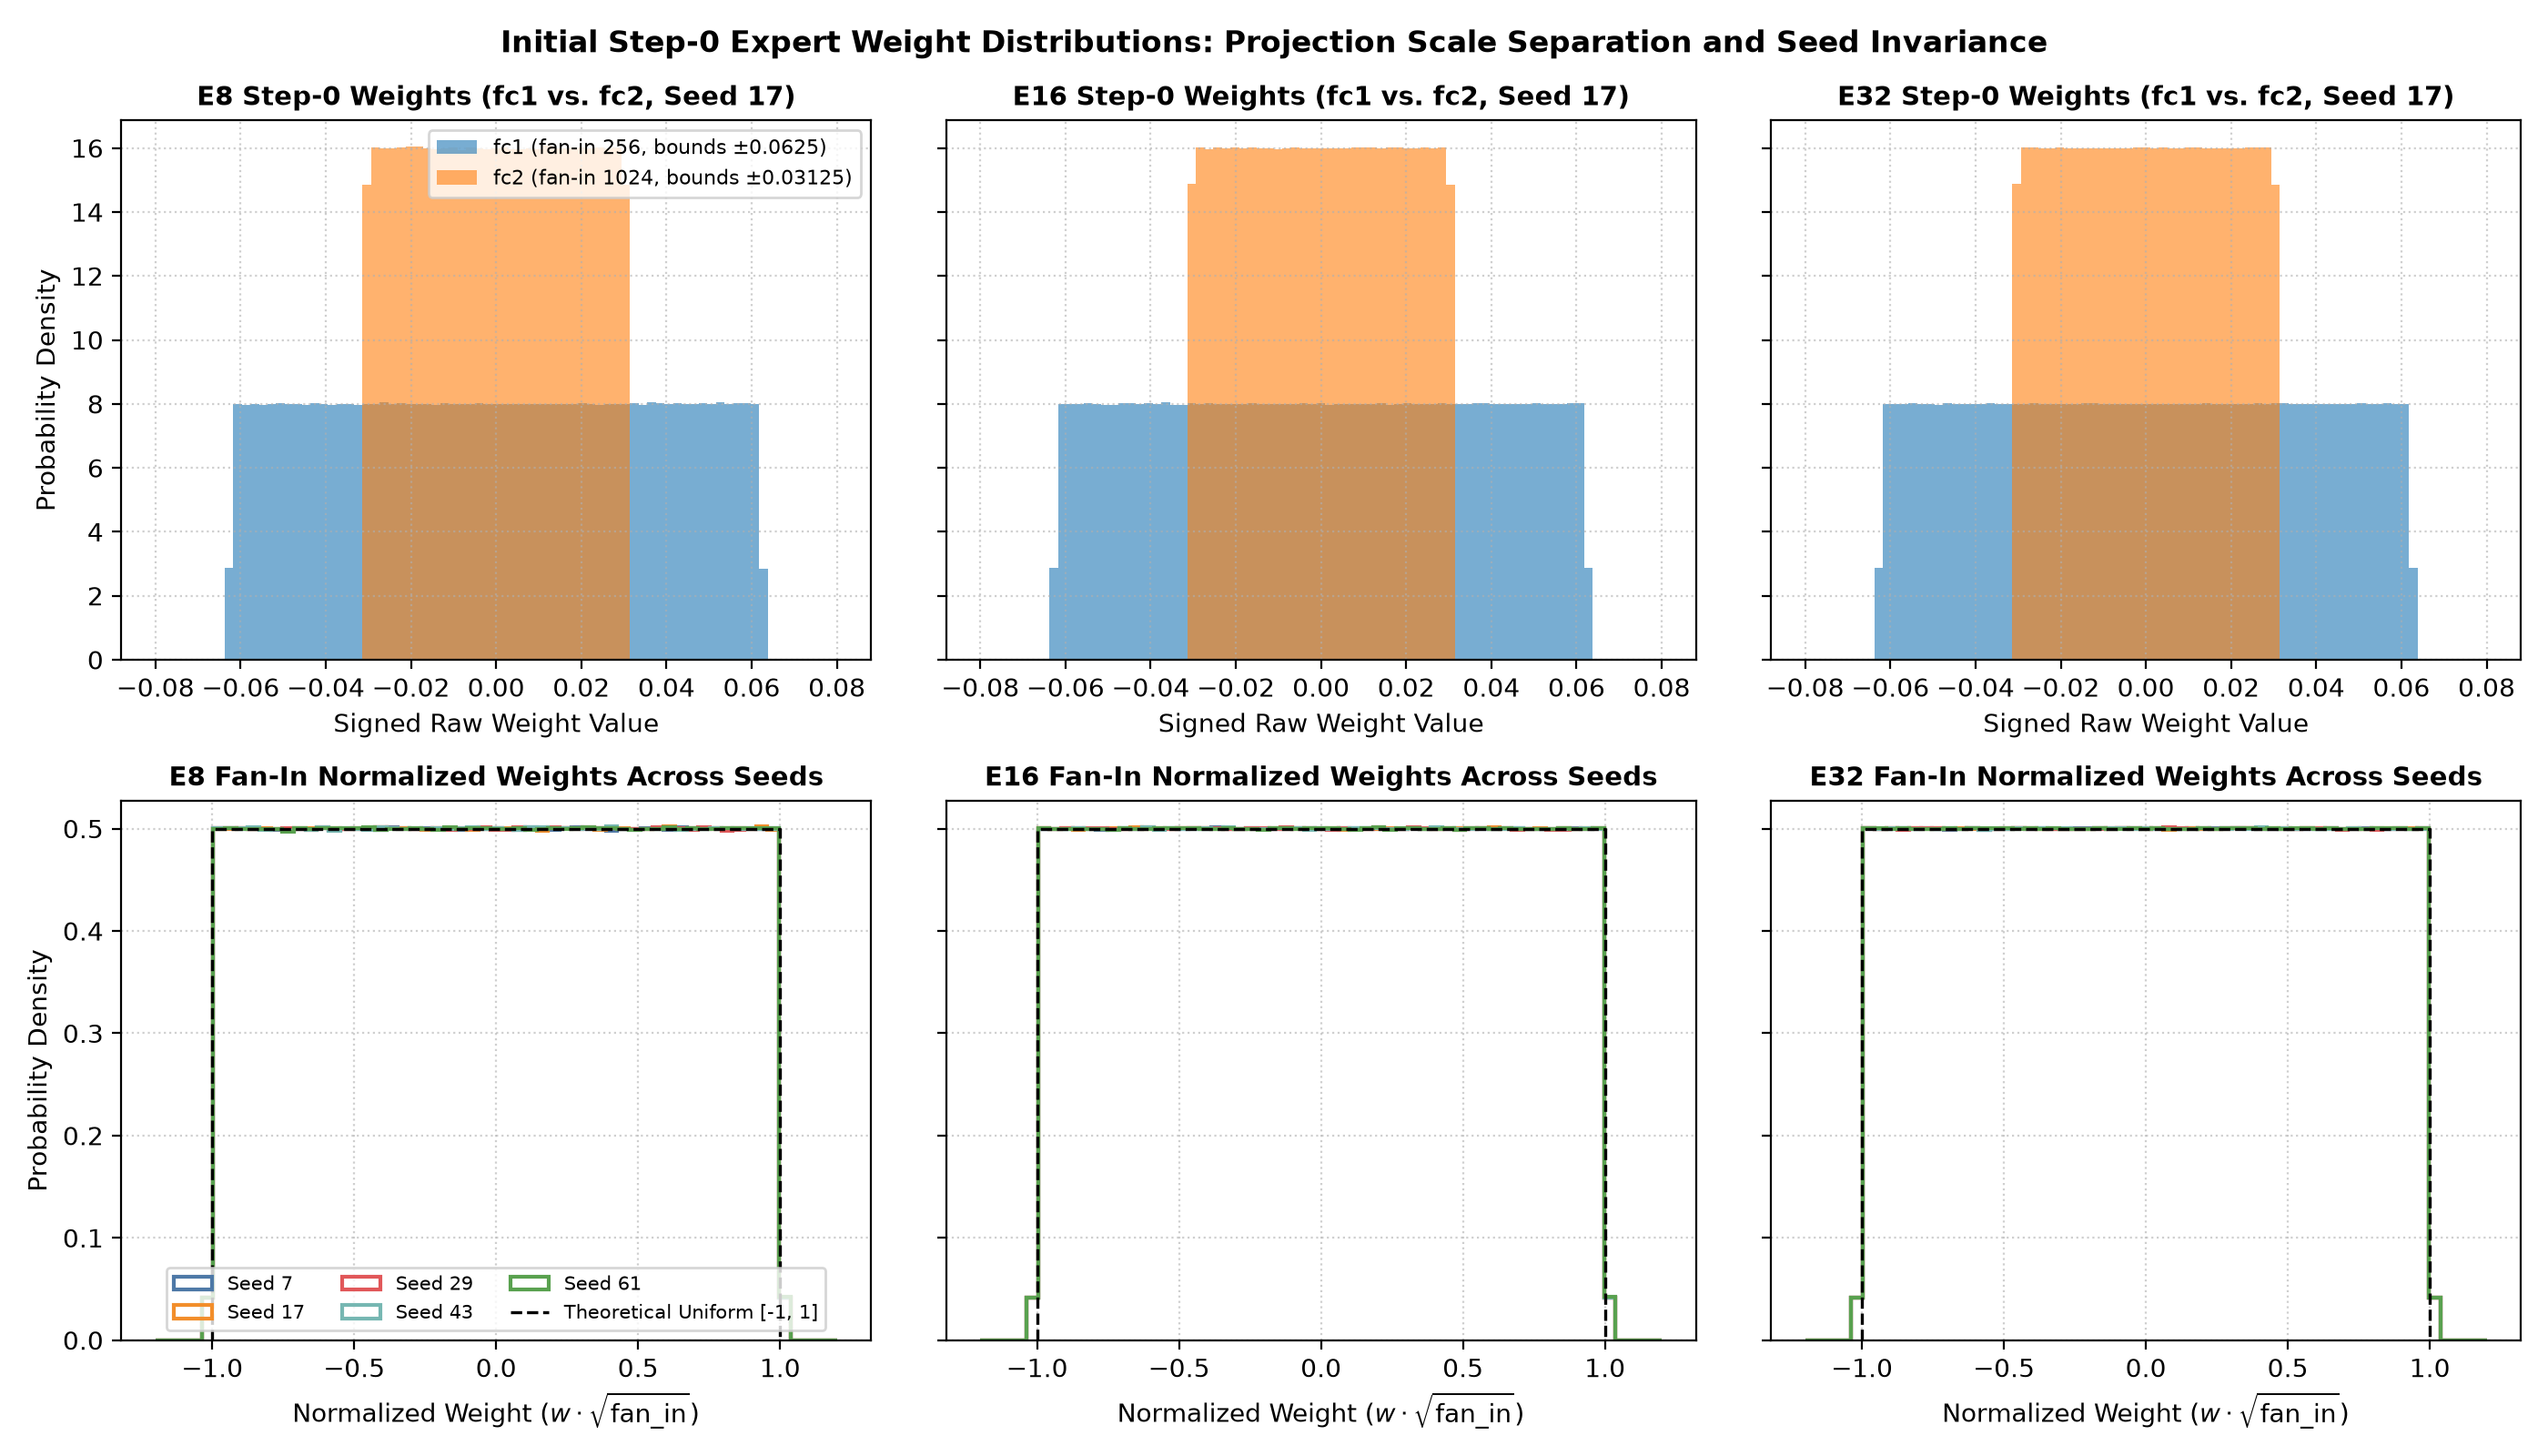 Initial Step-0 Expert Weight Distributions: Projection Scale Separation and Seed Invariance
E8 Step-0 Weights (fc1 vs. fc2, Seed 17)
fc1 (fan-in 256, bounds ±0.0625)
fc2 (fan-in 1024, bounds ±0.03125)
Probability Density
16
14
12
10
8
6
4
2
0
−0.08 −0.06 −0.04 −0.02 0.00 0.02 0.04 0.06 0.08
Signed Raw Weight Value
E16 Step-0 Weights (fc1 vs. fc2, Seed 17)
−0.08 −0.06 −0.04 −0.02 0.00 0.02 0.04 0.06 0.08
Signed Raw Weight Value
E32 Step-0 Weights (fc1 vs. fc2, Seed 17)
−0.08 −0.06 −0.04 −0.02 0.00 0.02 0.04 0.06 0.08
Signed Raw Weight Value
E8 Fan-In Normalized Weights Across Seeds
Probability Density
0.5
0.4
0.3
0.2
0.1
0.0
Seed 7
Seed 17
Seed 29
Seed 43
Seed 61
Theoretical Uniform [-1, 1]
−1.0 −0.5 0.0 0.5 1.0
Normalized Weight (w · √fan_in)
E16 Fan-In Normalized Weights Across Seeds
−1.0 −0.5 0.0 0.5 1.0
Normalized Weight (w · √fan_in)
E32 Fan-In Normalized Weights Across Seeds
−1.0 −0.5 0.0 0.5 1.0
Normalized Weight (w · √fan_in)